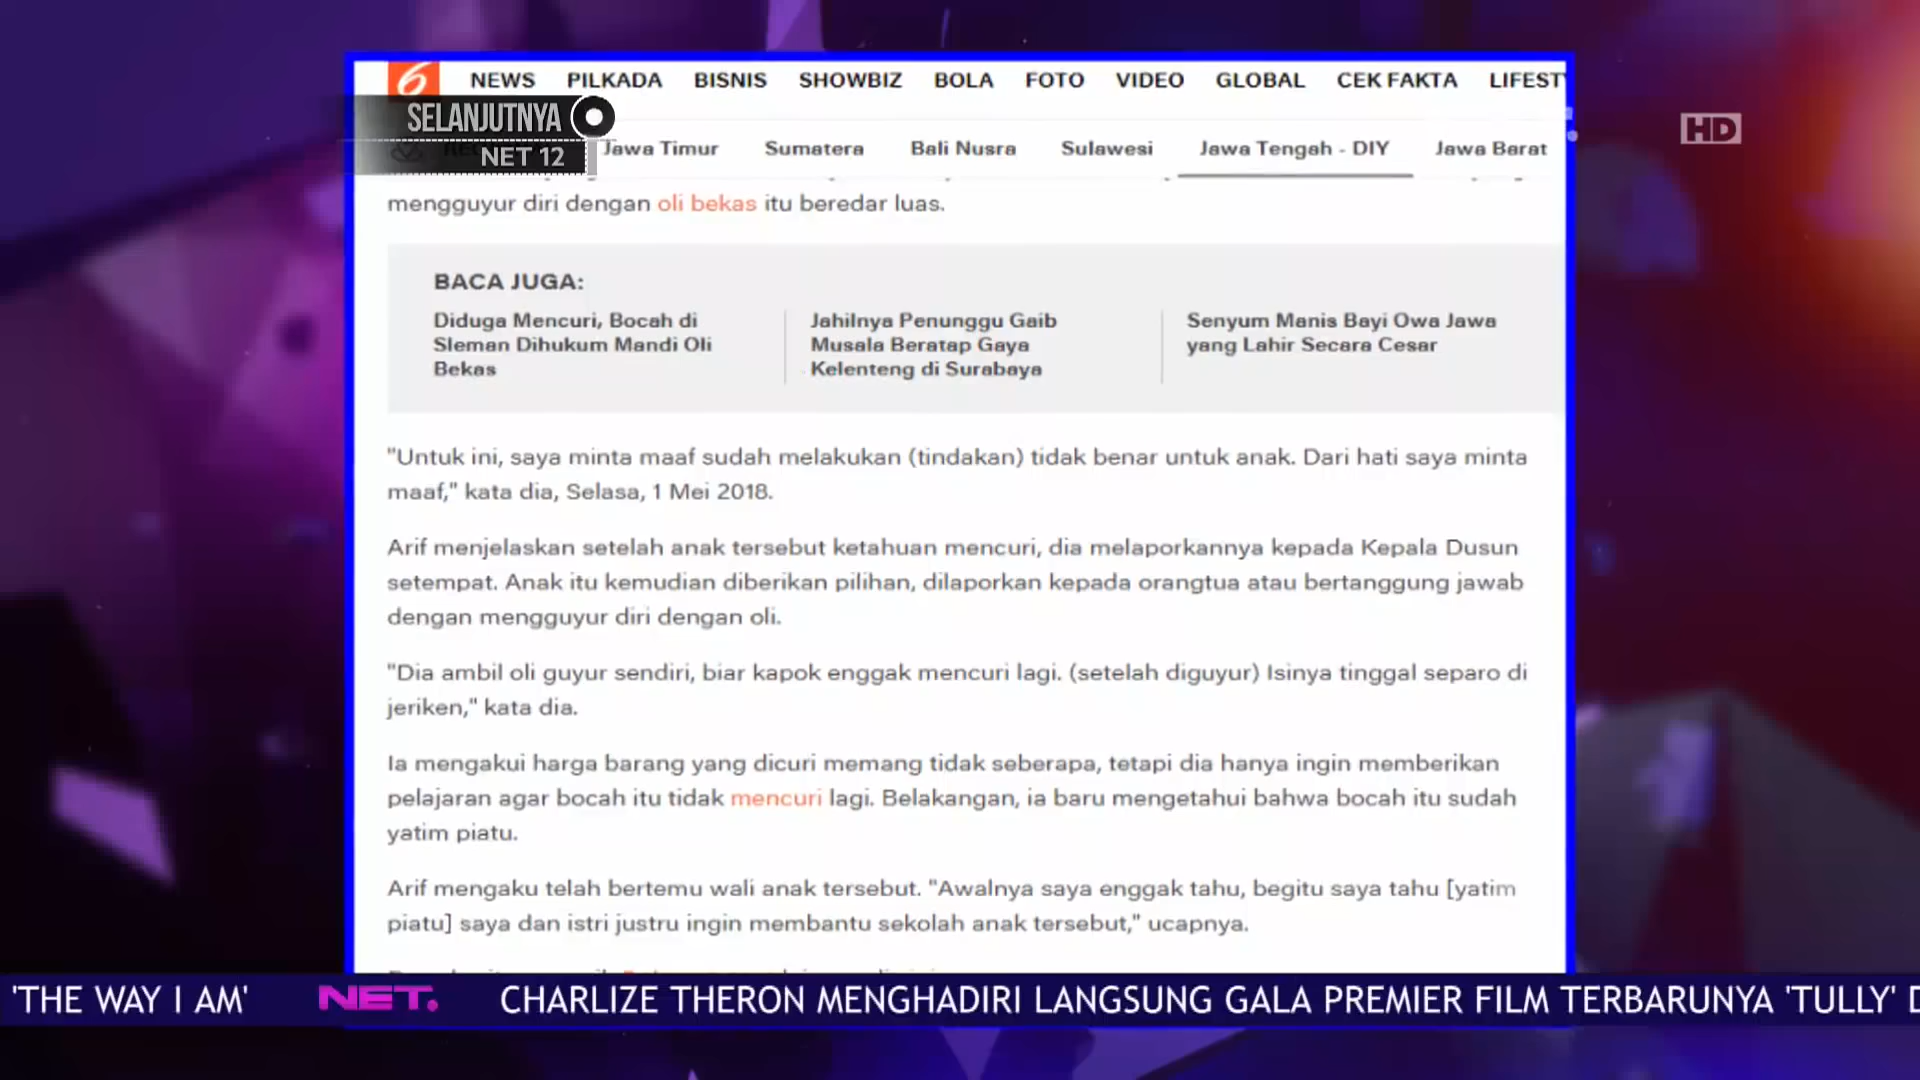 6 NEWS PILKADA BISNIS SHOWBIZ BOLA FOTO VIDEO GLOBAL CEK FAKTA
SELANJUTNYA
NET 12
HD
Jawa Timur Sumatera Bali Nusra Sulawesi Jawa Tengah - DIY Jawa Barat
mengguyur diri dengan oli bekas itu beredar luas.
BACA JUGA:
Diduga Mencuri, Bocah di
Sleman Dihukum Mandi Oli
Bekas
Jahilnya Penunggu Gaib
Musala Beratap Gaya
Kelenteng di Surabaya
Senyum Manis Bayi Owa Jawa
yang Lahir Secara Cesar
"Untuk ini, saya minta maaf sudah melakukan (tindakan) tidak benar untuk anak. Dari hati saya minta
maaf," kata dia, Selasa, 1 Mei 2018.
Arif menjelaskan setelah anak tersebut ketahuan mencuri, dia melaporkannya kepada Kepala Dusun
setempat. Anak itu kemudian diberikan pilihan, dilaporkan kepada orangtua atau bertanggung jawab
dengan mengguyur diri dengan oli.
"Dia ambil oli guyur sendiri, biar kapok enggak mencuri lagi. (setelah diguyur) Isinya tinggal separo di
jeriken," kata dia.
Ia mengakui harga barang yang dicuri memang tidak seberapa, tetapi dia hanya ingin memberikan
pelajaran agar bocah itu tidak mencuri lagi. Belakangan, ia baru mengetahui bahwa bocah itu sudah
yatim piatu.
Arif mengaku telah bertemu wali anak tersebut. "Awalnya saya enggak tahu, begitu saya tahu [yatim
piatu] saya dan istri justru ingin membantu sekolah anak tersebut," ucapnya.
'THE WAY I AM' NET. CHARLIZE THERON MENGHADIRI LANGSUNG GALA PREMIER FILM TERBARUNYA 'TULLY' D